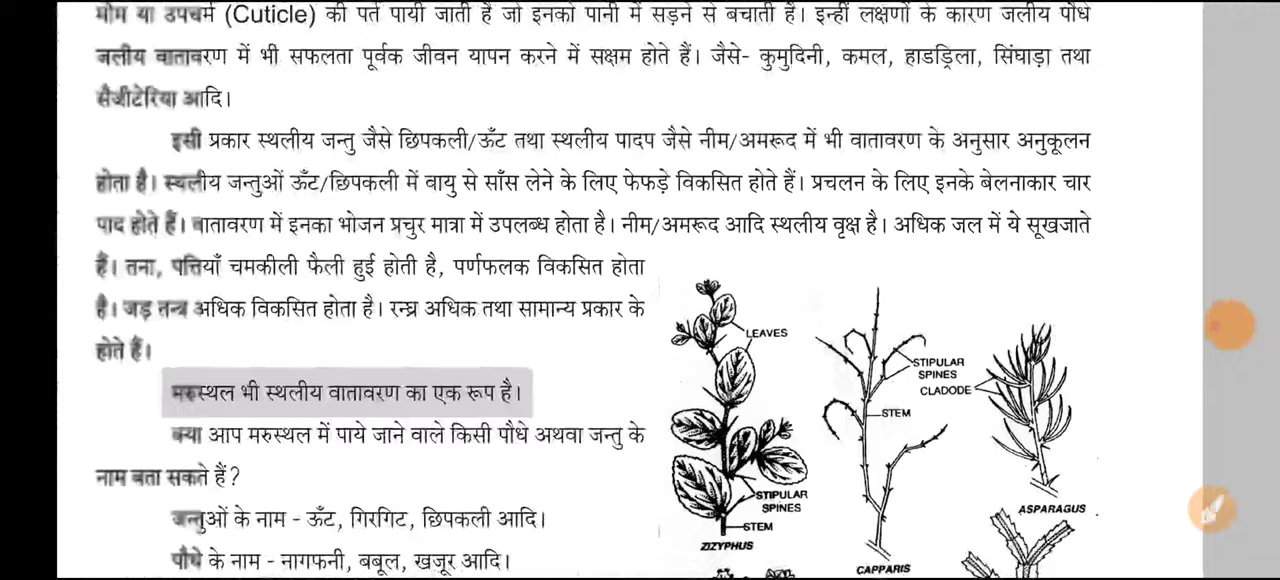 मोम या उपचर्म (Cuticle) की पर्त पायी जाती है जो इनको पानी में सड़ने से बचाती है। इन्हीं लक्षणों के कारण जलीय पौधे
जलीय वातावरण में भी सफलता पूर्वक जीवन यापन करने में सक्षम होते हैं। जैसे- कुमुदिनी, कमल, हाडड्रिला, सिंघाड़ा तथा
सैजीटेरिया आदि।
इसी प्रकार स्थलीय जन्तु जैसे छिपकली/ऊँट तथा स्थलीय पादप जैसे नीम/अमरूद में भी वातावरण के अनुसार अनुकूलन
होता है। स्थलीय जन्तुओं ऊँट/छिपकली में वायु से साँस लेने के लिए फेफड़े विकसित होते हैं। प्रचलन के लिए इनके बेलनाकार चार
पाद होते हैं। वातावरण में इनका भोजन प्रचुर मात्रा में उपलब्ध होता है। नीम/अमरूद आदि स्थलीय वृक्ष है। अधिक जल में ये सूखजाते
हैं। तना, पत्तियाँ चमकीली फैली हुई होती है, पर्णफलक विकसित होता
है। जड़ तन्त्र अधिक विकसित होता है। रन्ध्र अधिक तथा सामान्य प्रकार के
होते हैं।
मरुस्थल भी स्थलीय वातावरण का एक रूप है।
क्या आप मरुस्थल में पाये जाने वाले किसी पौधे अथवा जन्तु के
नाम बता सकते हैं?
जन्तुओं के नाम - ऊँट, गिरगिट, छिपकली आदि।
पौधे के नाम - नागफनी, बबूल, खजूर आदि।
LEAVES
STIPULAR
SPINES
STEM
ZIZYPHUS
STIPULAR
SPINES
CLADODE
STEM
CAPPARIS
ASPARAGUS